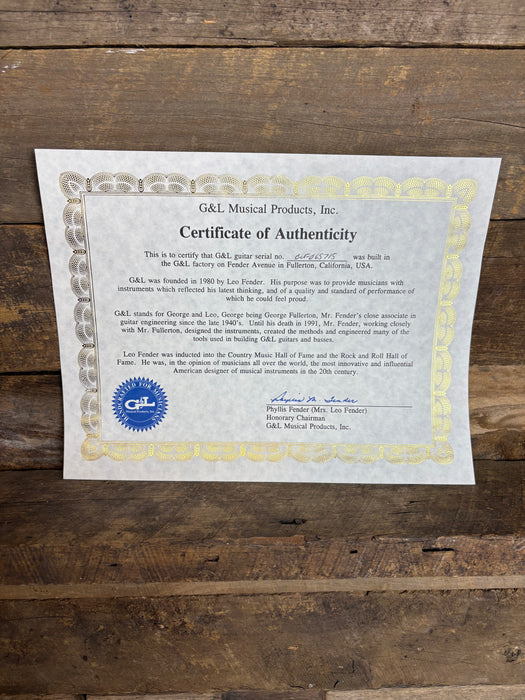 G&L Musical Products, Inc.
Certificate of Authenticity
This is to certify that G&L guitar serial no. CLF065715 was built in
the G&L factory on Fender Avenue in Fullerton, California, USA.
G&L was founded in 1980 by Leo Fender. His purpose was to provide musicians with
instruments which reflected his latest thinking, and of a quality and standard of performance of
which he could feel proud.
G&L stands for George and Leo, George being George Fullerton, Mr. Fender's close associate in
guitar engineering since the late 1940's. Until his death in 1991, Mr. Fender, working closely
with Mr. Fullerton, designed the instruments, created the methods and engineered many of the
tools used in building G&L guitars and basses.
Leo Fender was inducted into the Country Music Hall of Fame and the Rock and Roll Hall of
Fame. He was, in the opinion of musicians all over the world, the most innovative and influential
American designer of musical instruments in the 20th century.
G&L
Musical Products, Inc.
Phyllis M. Fender
Phyllis Fender (Mrs. Leo Fender)
Honorary Chairman
G&L Musical Products, Inc.